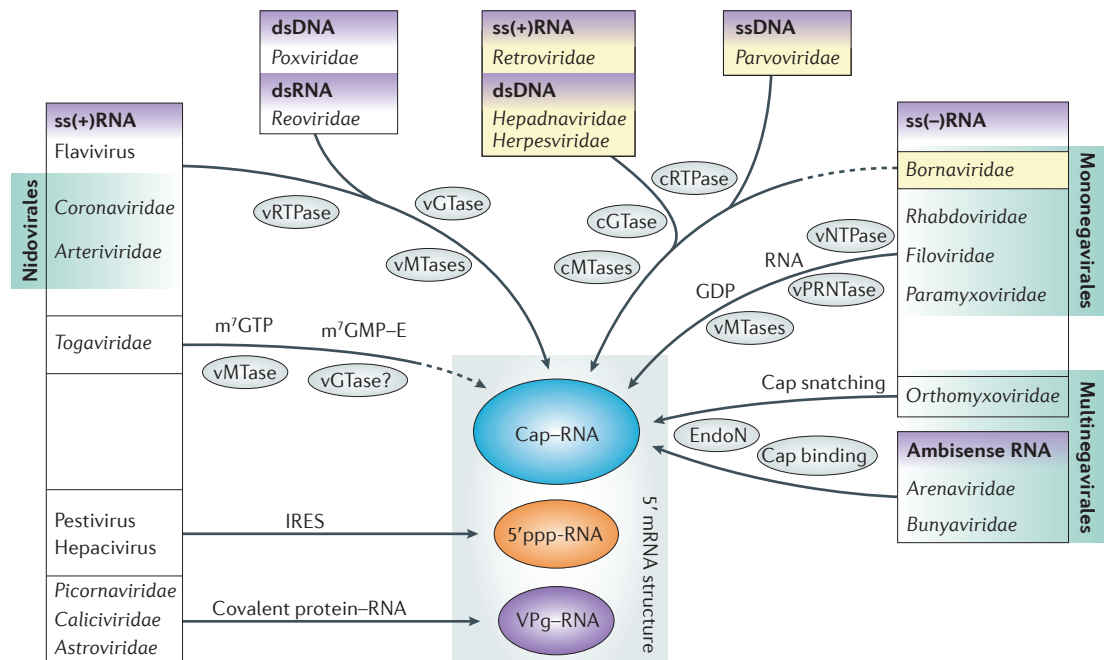 dsDNA
Poxviridae
dsRNA
Reoviridae
ss(+)RNA
Retroviridae
dsDNA
Hepadnaviridae
Herpesviridae
ssDNA
Parvoviridae
ss(+)RNA
Flavivirus
Nidovirales
Coronaviridae
Arteriviridae
Togaviridae
Pestivirus
Hepacivirus
Picornaviridae
Caliciviridae
Astroviridae
vRTPase
vGTase
vMTases
m⁷GTP
m⁷GMP–E
vMTase
vGTase?
IRES
Covalent protein–RNA
cRTPase
cGTase
cMTases
vNTPase
RNA
vPRNTase
GDP
vMTases
Cap snatching
EndoN
Cap binding
Cap–RNA
5′ppp-RNA
VPg–RNA
5′ mRNA structure
ss(–)RNA
Bornaviridae
Rhabdoviridae
Filoviridae
Paramyxoviridae
Mononegavirales
Orthomyxoviridae
Ambisense RNA
Arenaviridae
Bunyaviridae
Multinegavirales